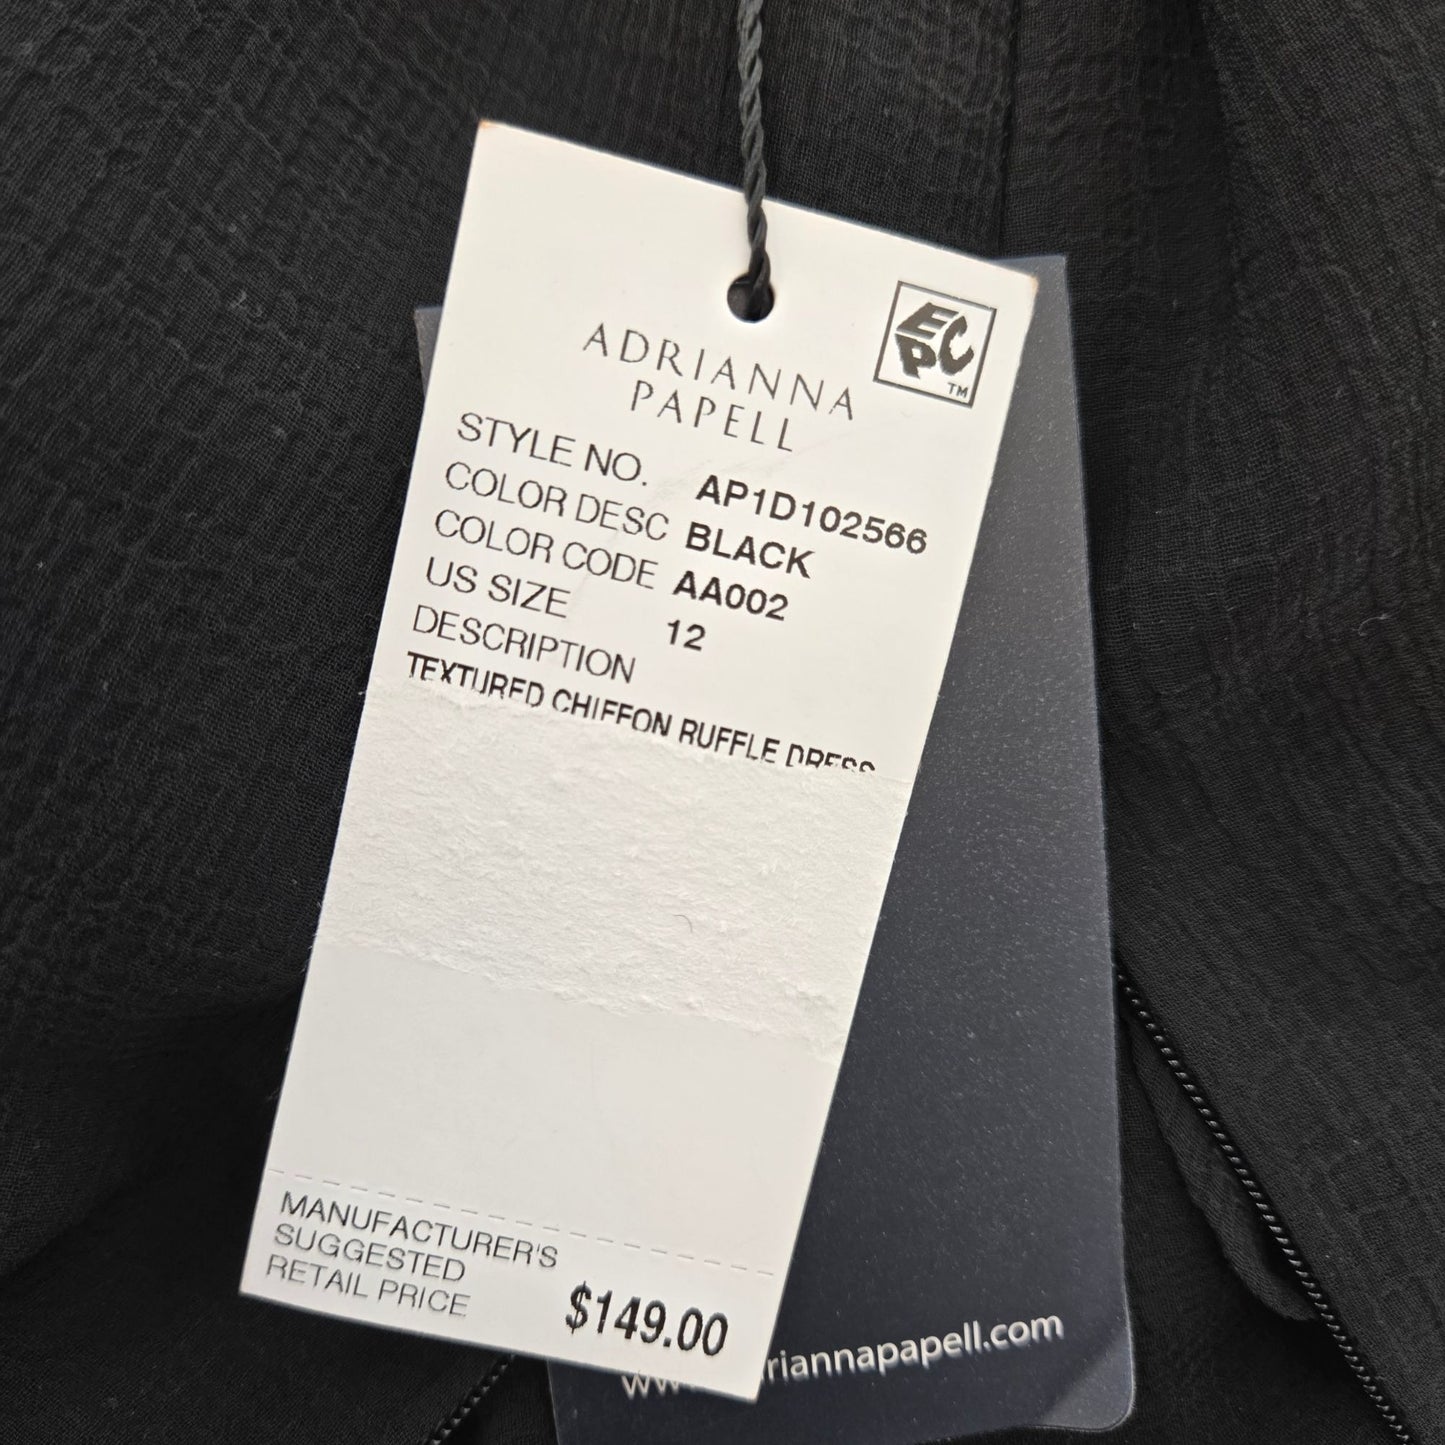 ADRIANNA
PAPELL
EPC
TM
STYLE NO. AP1D102566
COLOR DESC BLACK
COLOR CODE AA002
US SIZE 12
DESCRIPTION
TEXTURED CHIFFON RUFFLE DRESS
MANUFACTURER'S
SUGGESTED
RETAIL PRICE $149.00
riannapapell.com